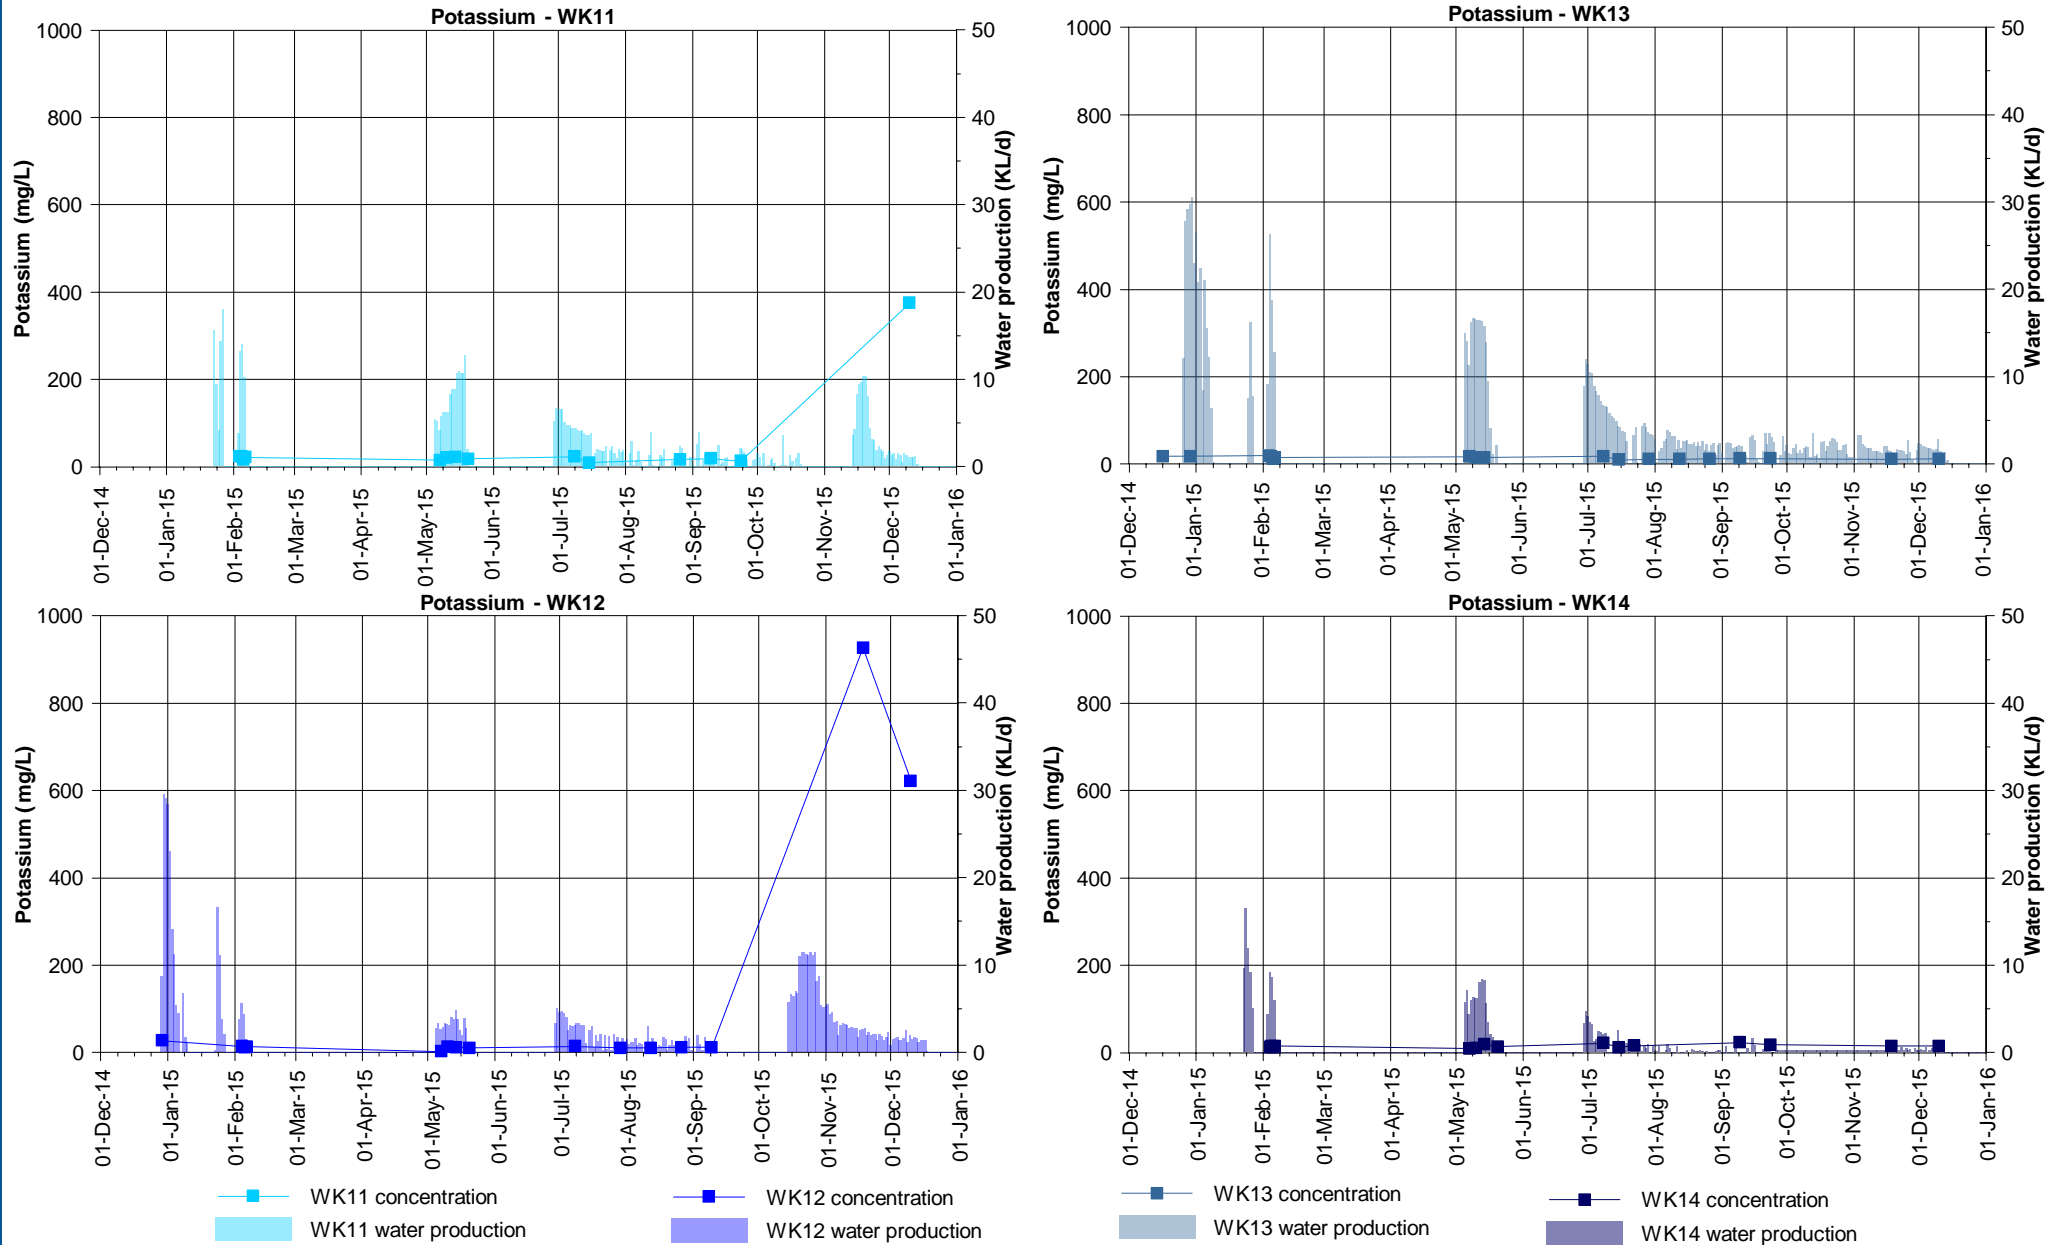 Potassium - WK11
1000
800
600
400
200
0
Potassium (mg/L)
50
40
30
20
10
0
Water production (KL/d)
01-Dec-14
01-Jan-15
01-Feb-15
01-Mar-15
01-Apr-15
01-May-15
01-Jun-15
01-Jul-15
01-Aug-15
01-Sep-15
01-Oct-15
01-Nov-15
01-Dec-15
01-Jan-16
Potassium - WK13
1000
800
600
400
200
0
Potassium (mg/L)
50
40
30
20
10
0
Water production (KL/d)
01-Dec-14
01-Jan-15
01-Feb-15
01-Mar-15
01-Apr-15
01-May-15
01-Jun-15
01-Jul-15
01-Aug-15
01-Sep-15
01-Oct-15
01-Nov-15
01-Dec-15
01-Jan-16
Potassium - WK12
1000
800
600
400
200
0
Potassium (mg/L)
50
40
30
20
10
0
Water production (KL/d)
01-Dec-14
01-Jan-15
01-Feb-15
01-Mar-15
01-Apr-15
01-May-15
01-Jun-15
01-Jul-15
01-Aug-15
01-Sep-15
01-Oct-15
01-Nov-15
01-Dec-15
01-Jan-16
Potassium - WK14
1000
800
600
400
200
0
Potassium (mg/L)
50
40
30
20
10
0
Water production (KL/d)
01-Dec-14
01-Jan-15
01-Feb-15
01-Mar-15
01-Apr-15
01-May-15
01-Jun-15
01-Jul-15
01-Aug-15
01-Sep-15
01-Oct-15
01-Nov-15
01-Dec-15
01-Jan-16
WK11 concentration
WK11 water production
WK12 concentration
WK12 water production
WK13 concentration
WK13 water production
WK14 concentration
WK14 water production